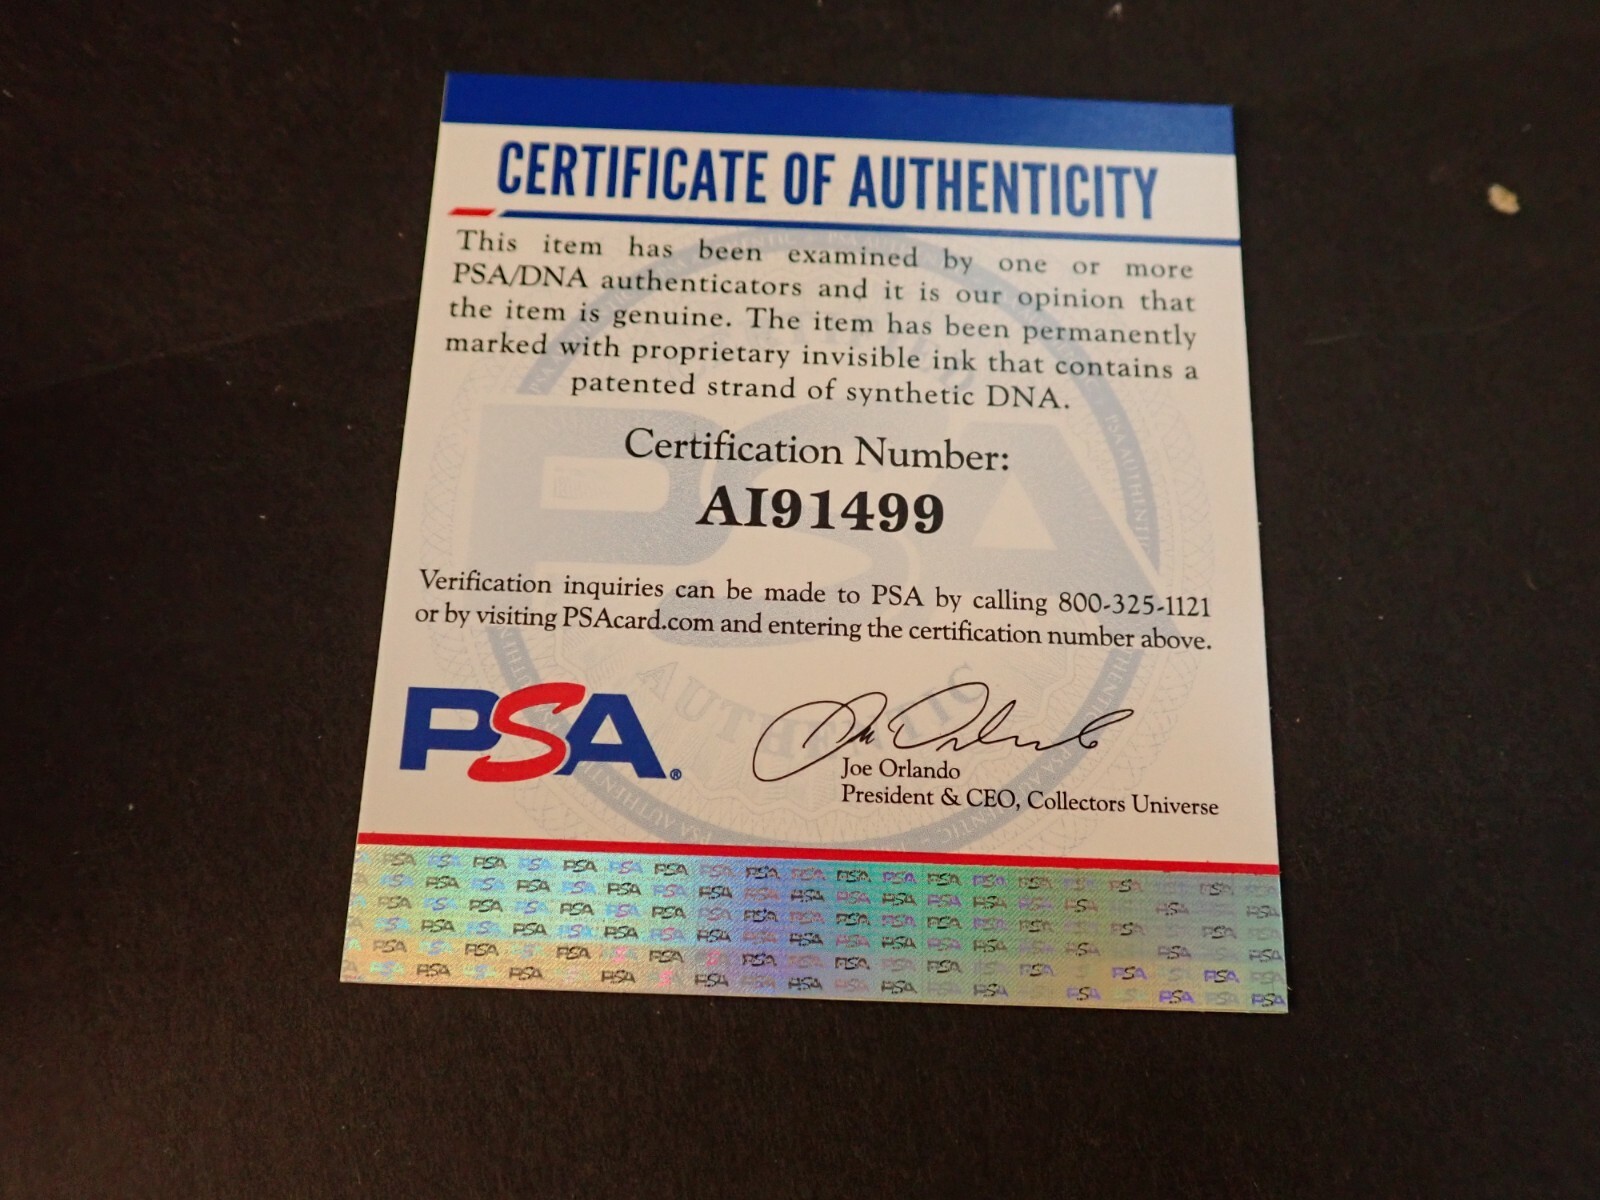 CERTIFICATE OF AUTHENTICITY
This item has been examined by one or more
PSA/DNA authenticators and it is our opinion that
the item is genuine. The item has been permanently
marked with proprietary invisible ink that contains a
patented strand of synthetic DNA.
Certification Number:
AI91499
Verification inquiries can be made to PSA by calling 800-325-1121
or by visiting PSAcard.com and entering the certification number above.
PSA®
Joe Orlando
President & CEO, Collectors Universe